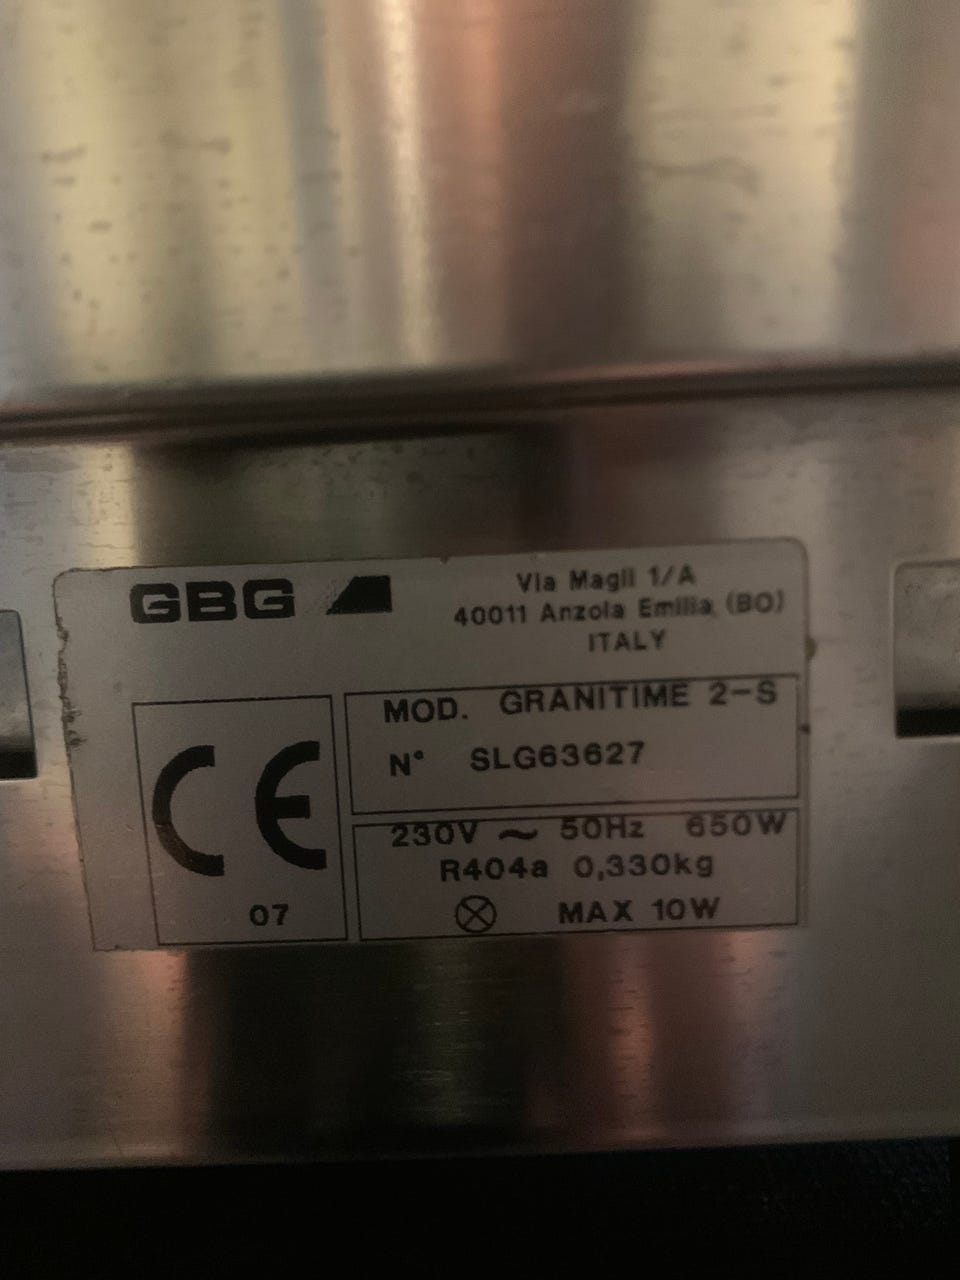 GBG
Via Magli 1/A
40011 Anzola Emilia (BO)
ITALY
MOD. GRANITIME 2-S
N° SLG63627
CE
07
230V ~ 50Hz 650W
R404a 0,330kg
MAX 10W